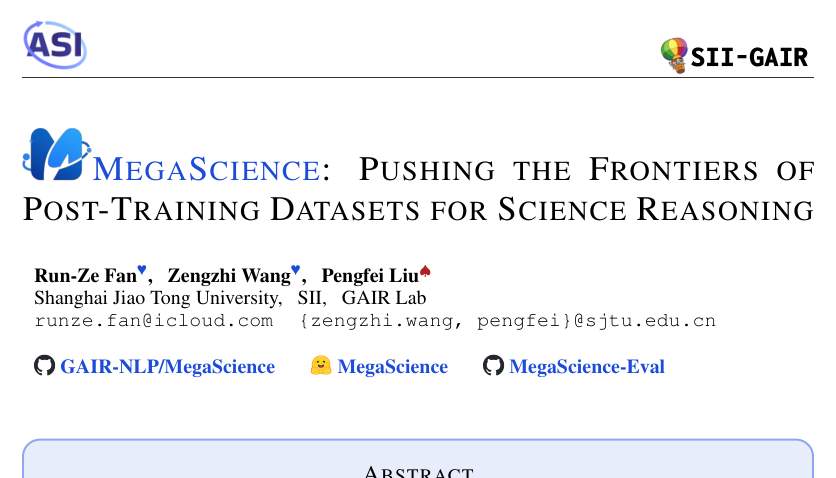 ASI
SII-GAIR
MEGASCIENCE: PUSHING THE FRONTIERS OF
POST-TRAINING DATASETS FOR SCIENCE REASONING
Run-Ze Fan♥, Zengzhi Wang♥, Pengfei Liu♠
Shanghai Jiao Tong University, SII, GAIR Lab
runze.fan@icloud.com {zengzhi.wang, pengfei}@sjtu.edu.cn
GAIR-NLP/MegaScience MegaScience MegaScience-Eval
ABSTRACT